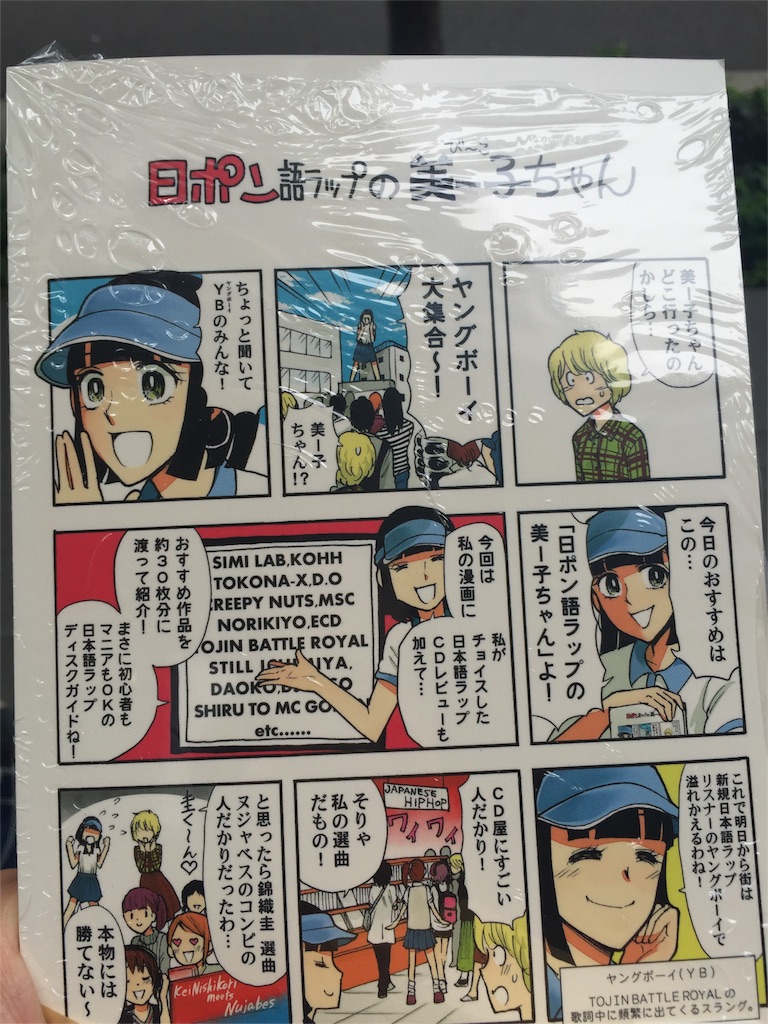 日ポン語ラップの美ー子ちゃん
びーこ
美ー子ちゃん
どこ行ったの
かしら…
ヤングボーイ
大集合〜！
美ー子
ちゃん!?
ちょっと聞いて
YBのみんな！
ヤングボーイ
今日のおすすめは
この…
「日ポン語ラップの
美ー子ちゃん」よ！
今回は
私の漫画に
私が
チョイスした
日本語ラップ
CDレビューも
加えて…
SIMI LAB,KOHH
TOKONA-X,D.O
CREEPY NUTS,MSC
NORIKIYO,ECD
TOJIN BATTLE ROYAL
STILL
DAOKO,
SHIRU TO MC
etc......
おすすめ作品を
約３０枚分に
渡って紹介！
まさに初心者も
マニアもOKの
日本語ラップ
ディスクガイドね！
これで明日から街は
新規日本語ラップ
リスナーのヤングボーイで
溢れかえるわね！
ヤングボーイ（YB）
TOJIN BATTLE ROYALの
歌詞中に頻繁に出てくるスラング。
CD屋にすごい
人だかり！
JAPANESE
HIPHOP
ワイワイ
そりゃ
私の選曲
だもの！
と思ったら錦織圭 選曲
ヌジャベスのコンピの
人だかりだったわ…
圭く〜ん♡
本物には
勝てない〜
KeiNishikori
meets
Nujabes